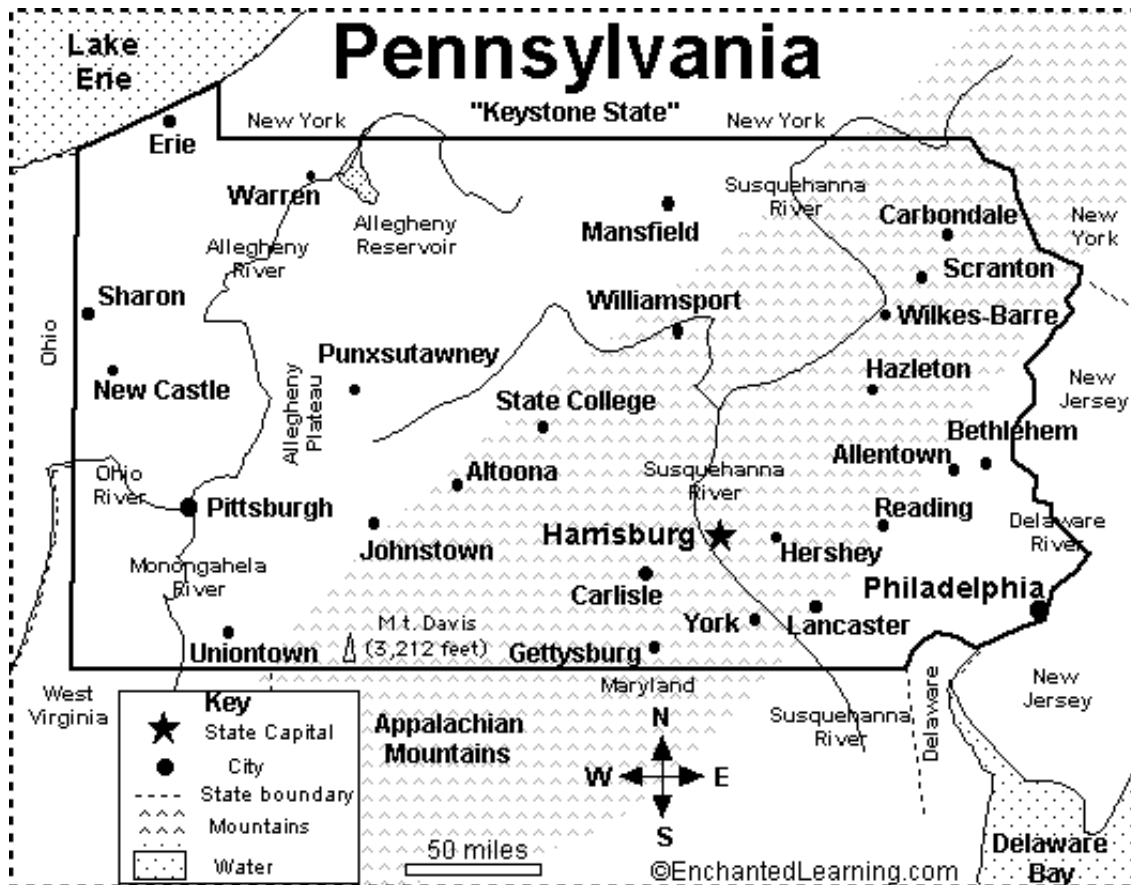 Pennsylvania
"Keystone State"
Lake
Erie
New York
New York
Erie
Warren
Allegheny
Reservoir
Allegheny
River
Mansfield
Susquehanna
River
Carbondale
New
York
Scranton
Sharon
Williamsport
Wilkes-Barre
Ohio
Punxsutawney
Hazleton
New Castle
Allegheny
Plateau
State College
New
Jersey
Bethlehem
Allentown
Ohio
River
Altoona
Susquehanna
River
Pittsburgh
Reading
Johnstown
Harrisburg
Hershey
Delaware
River
Monongahela
River
Carlisle
Philadelphia
Uniontown
Mt. Davis
(3,212 feet)
Gettysburg
York
Lancaster
West
Virginia
Maryland
Susquehanna
River
Delaware
New
Jersey
Key
State Capital
City
State boundary
Mountains
Water
Appalachian
Mountains
N
W E
S
50 miles
©EnchantedLearning.com
Delaware
Bay